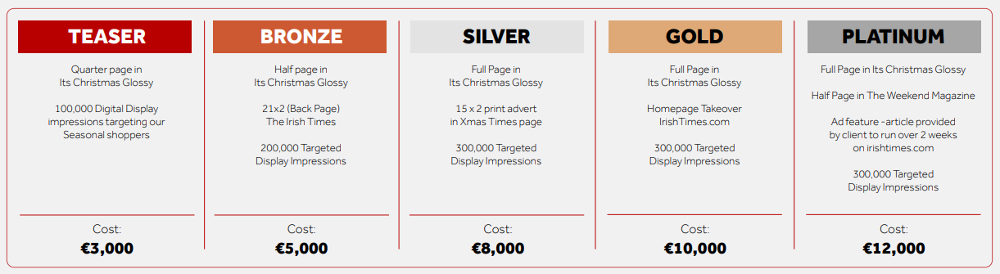 TEASER
Quarter page in
Its Christmas Glossy
100,000 Digital Display
impressions targeting our
Seasonal shoppers
Cost:
€3,000
BRONZE
Half page in
Its Christmas Glossy
21x2 (Back Page)
The Irish Times
200,000 Targeted
Display Impressions
Cost:
€5,000
SILVER
Full Page in
Its Christmas Glossy
15 x 2 print advert
in Xmas Times page
300,000 Targeted
Display Impressions
Cost:
€8,000
GOLD
Full Page in
Its Christmas Glossy
Homepage Takeover
IrishTimes.com
300,000 Targeted
Display Impressions
Cost:
€10,000
PLATINUM
Full Page in Its Christmas Glossy
Half Page in The Weekend Magazine
Ad feature -article provided
by client to run over 2 weeks
on irishtimes.com
300,000 Targeted
Display Impressions
Cost:
€12,000